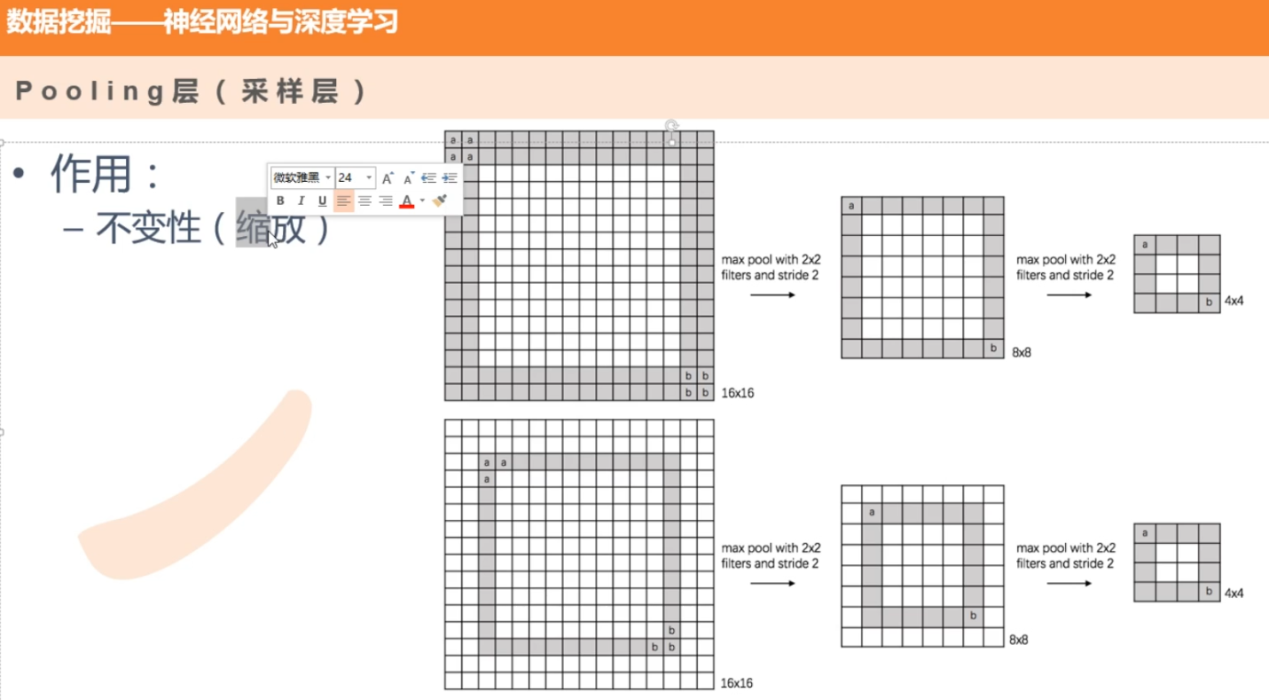 数据挖掘——神经网络与深度学习
Pooling层（采样层）
• 作用：
– 不变性（缩放）
微软雅黑 24 A A
B I U A
a a
a a
b b
b b
16x16
max pool with 2x2
filters and stride 2
a
b
8x8
max pool with 2x2
filters and stride 2
a
b
4x4
a a
a
b
b b
16x16
max pool with 2x2
filters and stride 2
a
b
8x8
max pool with 2x2
filters and stride 2
a
b
4x4